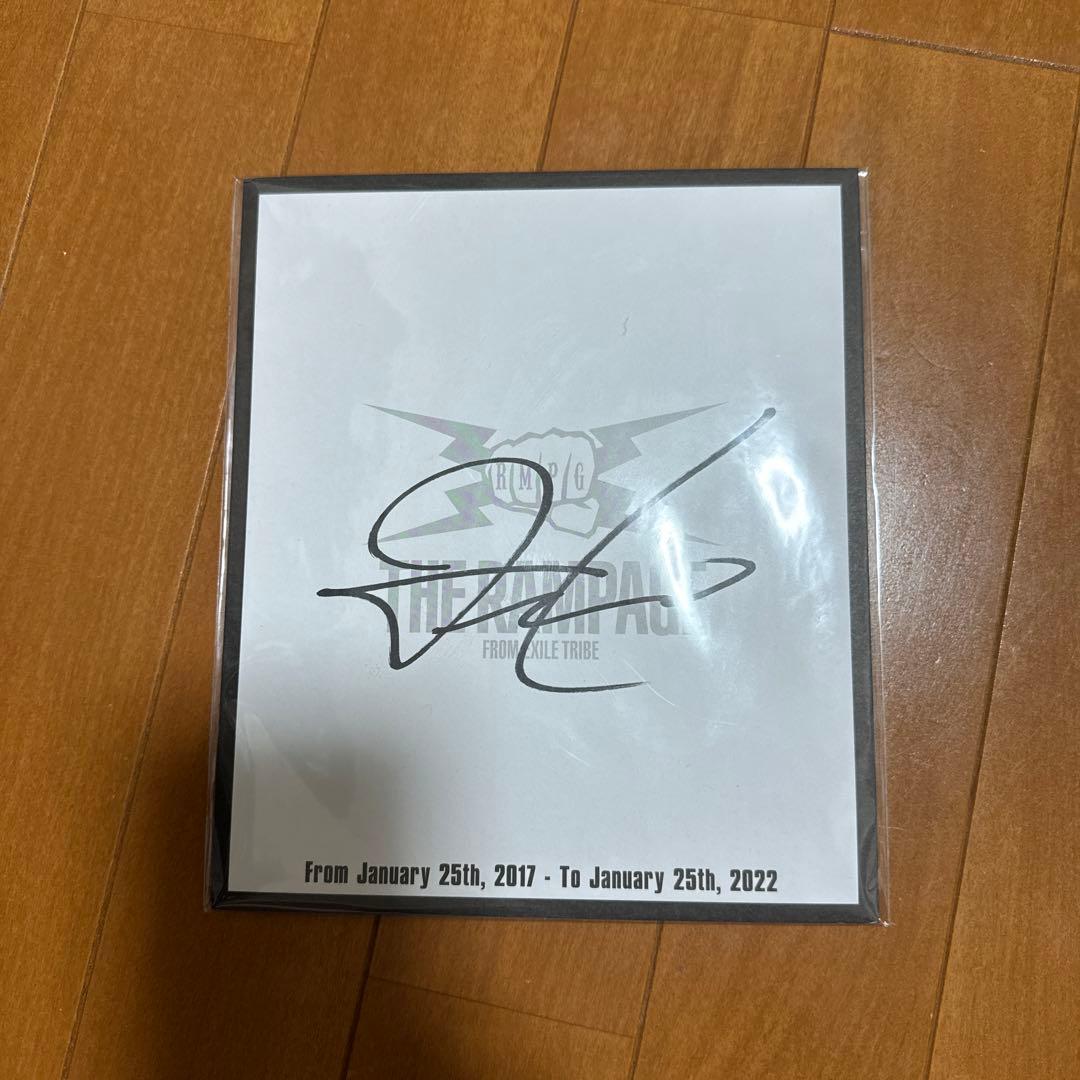 RMPG
THE RAMPAGE
FROM EXILE TRIBE
From January 25th, 2017 - To January 25th, 2022